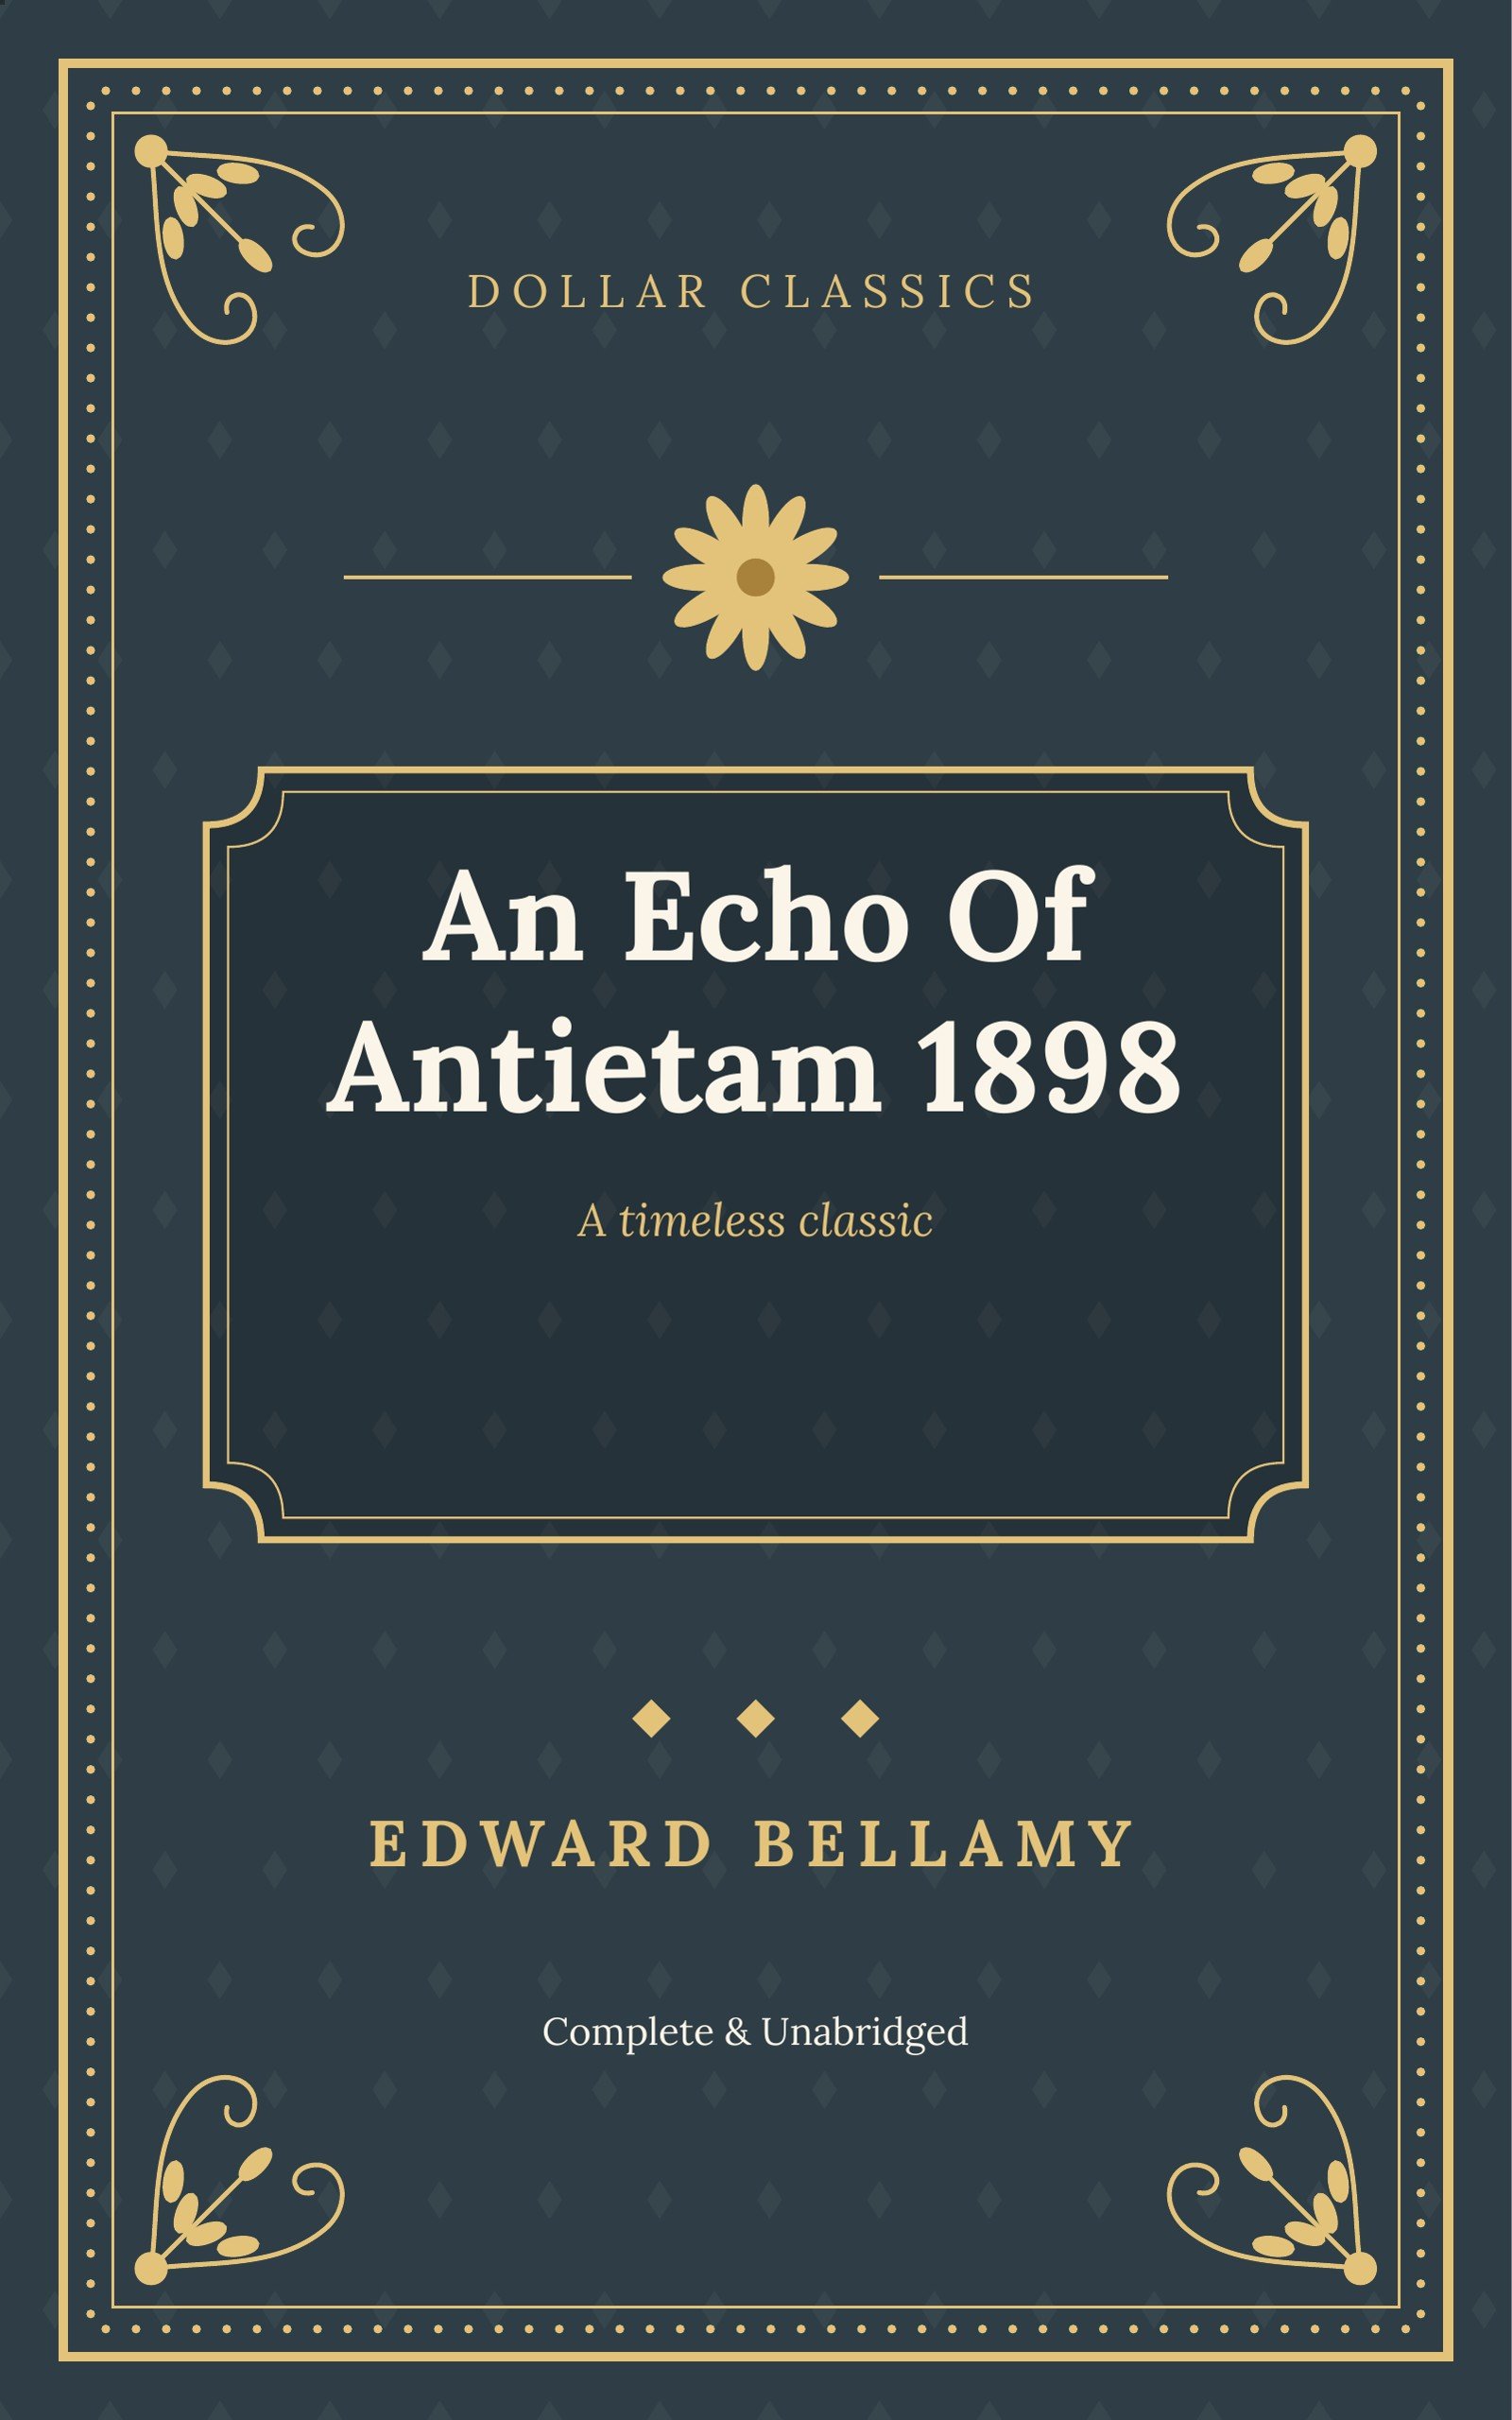 DOLLAR CLASSICS
An Echo Of
Antietam 1898
A timeless classic
EDWARD BELLAMY
Complete & Unabridged